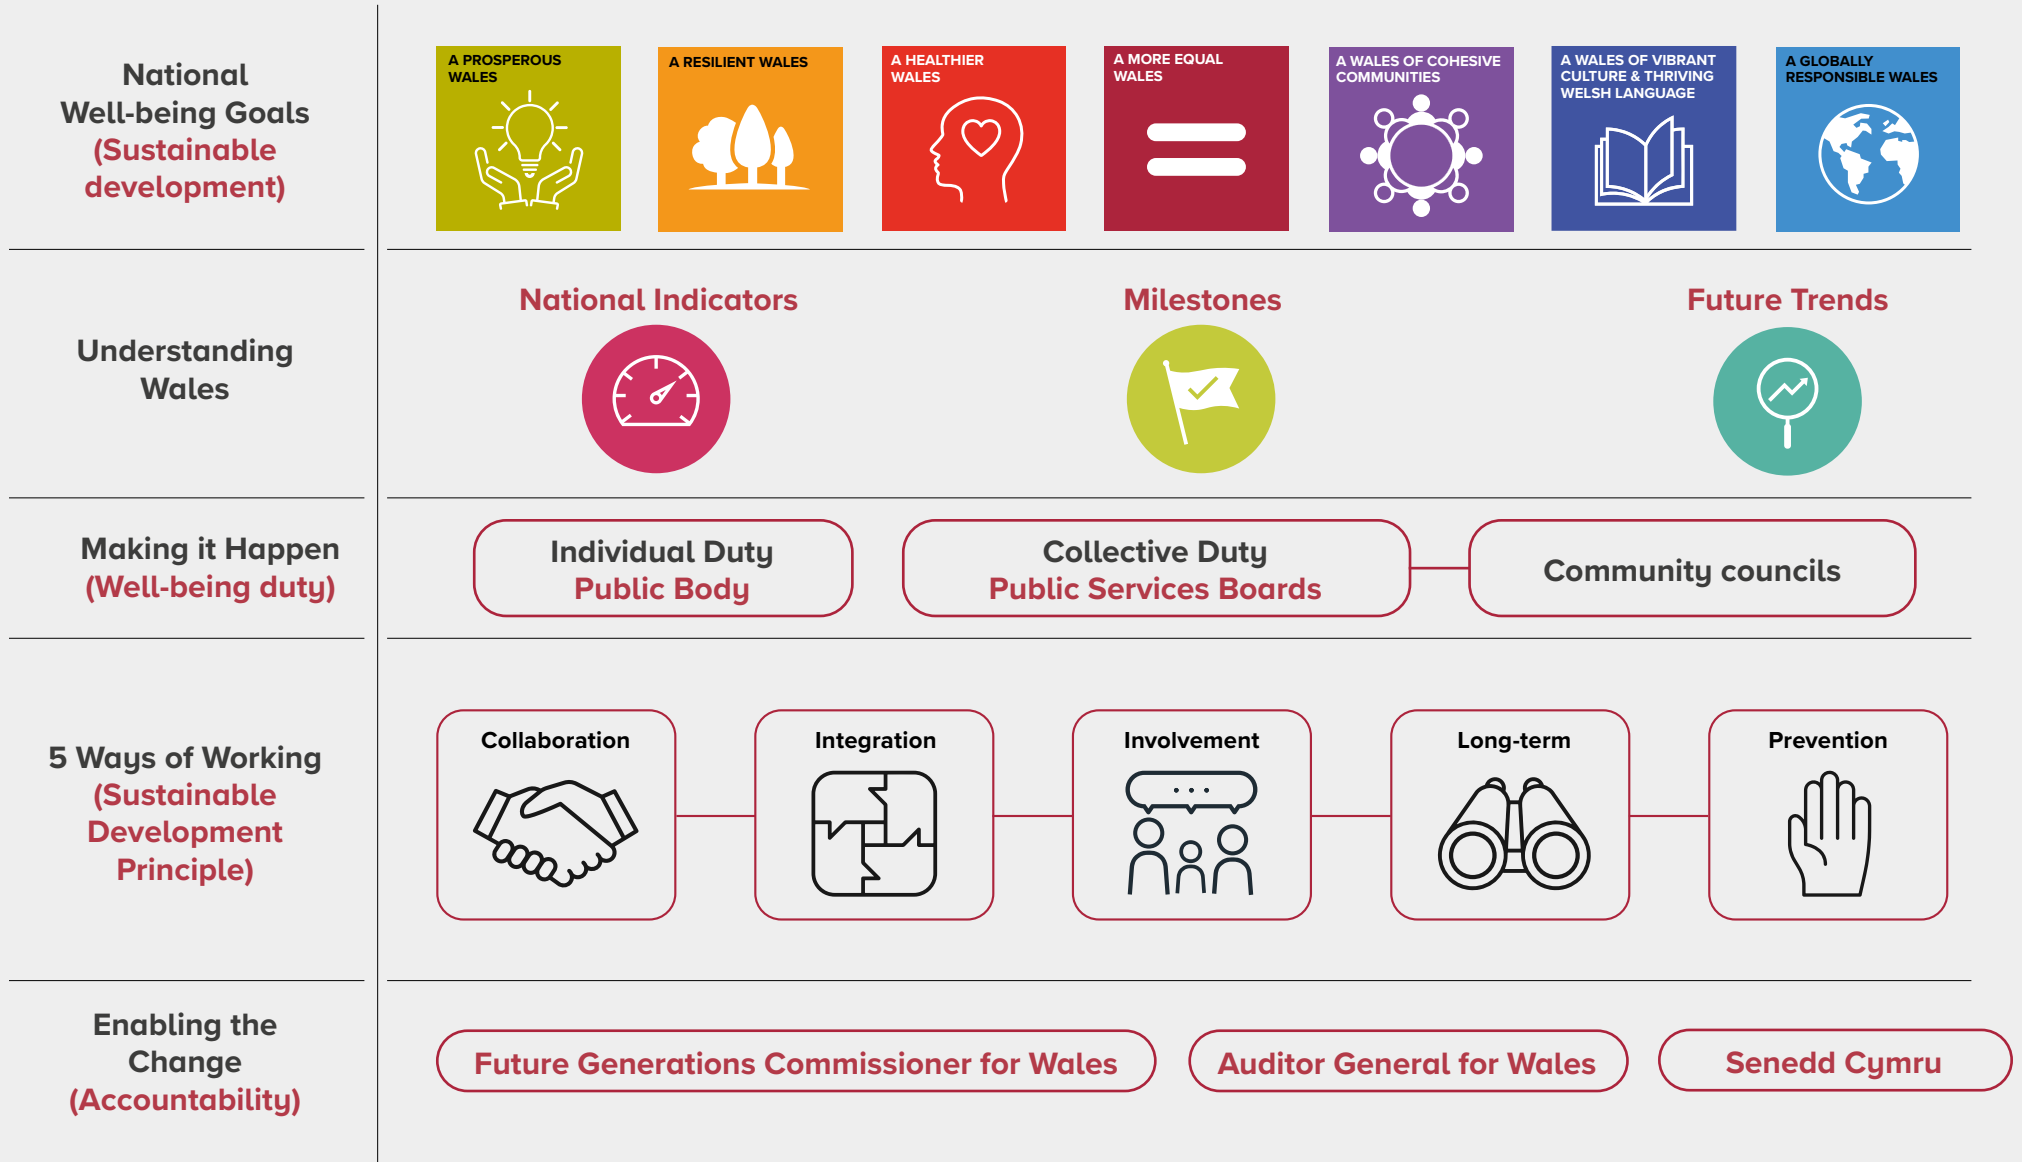 National
Well-being Goals
(Sustainable
development)
A PROSPEROUS
WALES
A RESILIENT WALES
A HEALTHIER
WALES
A MORE EQUAL
WALES
A WALES OF COHESIVE
COMMUNITIES
A WALES OF VIBRANT
CULTURE & THRIVING
WELSH LANGUAGE
A GLOBALLY
RESPONSIBLE WALES
Understanding
Wales
National Indicators
Milestones
Future Trends
Making it Happen
(Well-being duty)
Individual Duty
Public Body
Collective Duty
Public Services Boards
Community councils
5 Ways of Working
(Sustainable
Development
Principle)
Collaboration
Integration
Involvement
Long-term
Prevention
Enabling the
Change
(Accountability)
Future Generations Commissioner for Wales
Auditor General for Wales
Senedd Cymru